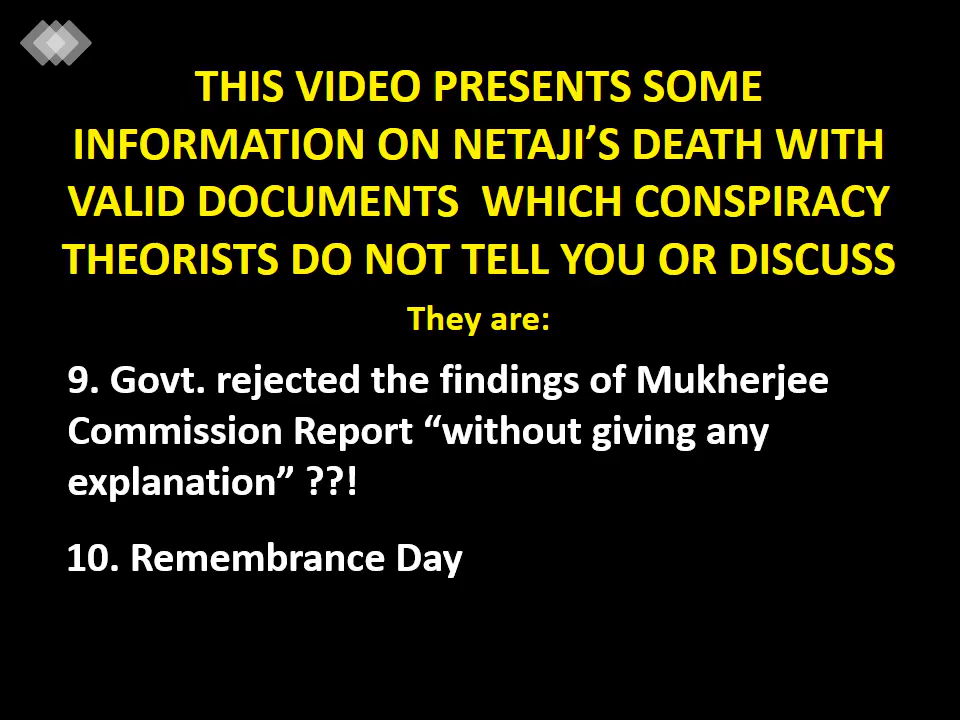 THIS VIDEO PRESENTS SOME
INFORMATION ON NETAJI’S DEATH WITH
VALID DOCUMENTS  WHICH CONSPIRACY
THEORISTS DO NOT TELL YOU OR DISCUSS
They are:
9. Govt. rejected the findings of Mukherjee
Commission Report “without giving any
explanation” ??!
10. Remembrance Day